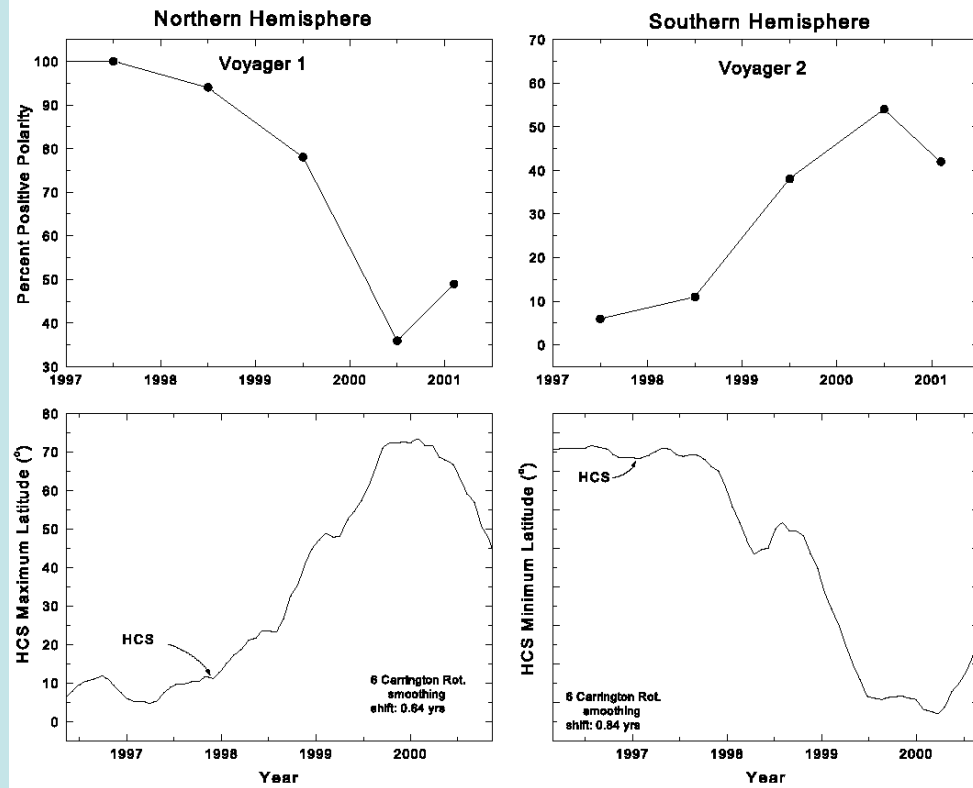 Northern Hemisphere
Southern Hemisphere
Voyager 1
Percent Positive Polarity
100
90
80
70
60
50
40
30
1997
1998
1999
2000
2001
Voyager 2
70
60
50
40
30
20
10
0
1997
1998
1999
2000
2001
HCS Maximum Latitude (°)
80
70
60
50
40
30
20
10
0
HCS
6 Carrington Rot.
smoothing
shift: 0.64 yrs
1997
1998
1999
2000
Year
HCS Minimum Latitude (°)
HCS
6 Carrington Rot.
smoothing
shift: 0.84 yrs
1997
1998
1999
2000
Year